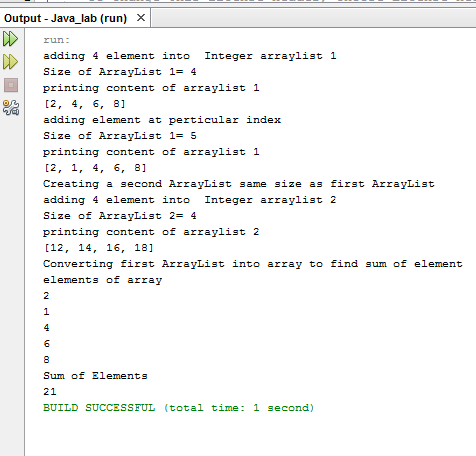 Output - Java_lab (run) ×
run:
adding 4 element into  Integer arraylist 1
Size of ArrayList 1= 4
printing content of arraylist 1
[2, 4, 6, 8]
adding element at perticular index
Size of ArrayList 1= 5
printing content of arraylist 1
[2, 1, 4, 6, 8]
Creating a second ArrayList same size as first ArrayList
adding 4 element into  Integer arraylist 2
Size of ArrayList 2= 4
printing content of arraylist 2
[12, 14, 16, 18]
Converting first ArrayList into array to find sum of element
elements of array
2
1
4
6
8
Sum of Elements
21
BUILD SUCCESSFUL (total time: 1 second)